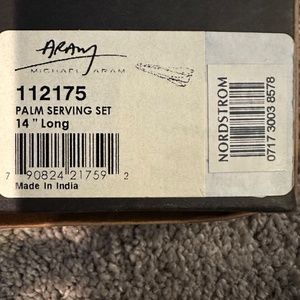 ARAM
MICHAEL ARAM
112175
PALM SERVING SET
14 " Long
7 90824 21759 2
Made In India
NORDSTROM
0717 3003 8578